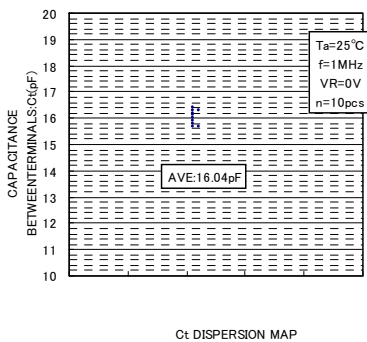 CAPACITANCE
BETWEENTERMINALS:Ct(pF)
20
19
18
17
16
15
14
13
12
11
10
Ta=25℃
f=1MHz
VR=0V
n=10pcs
AVE:16.04pF
Ct DISPERSION MAP